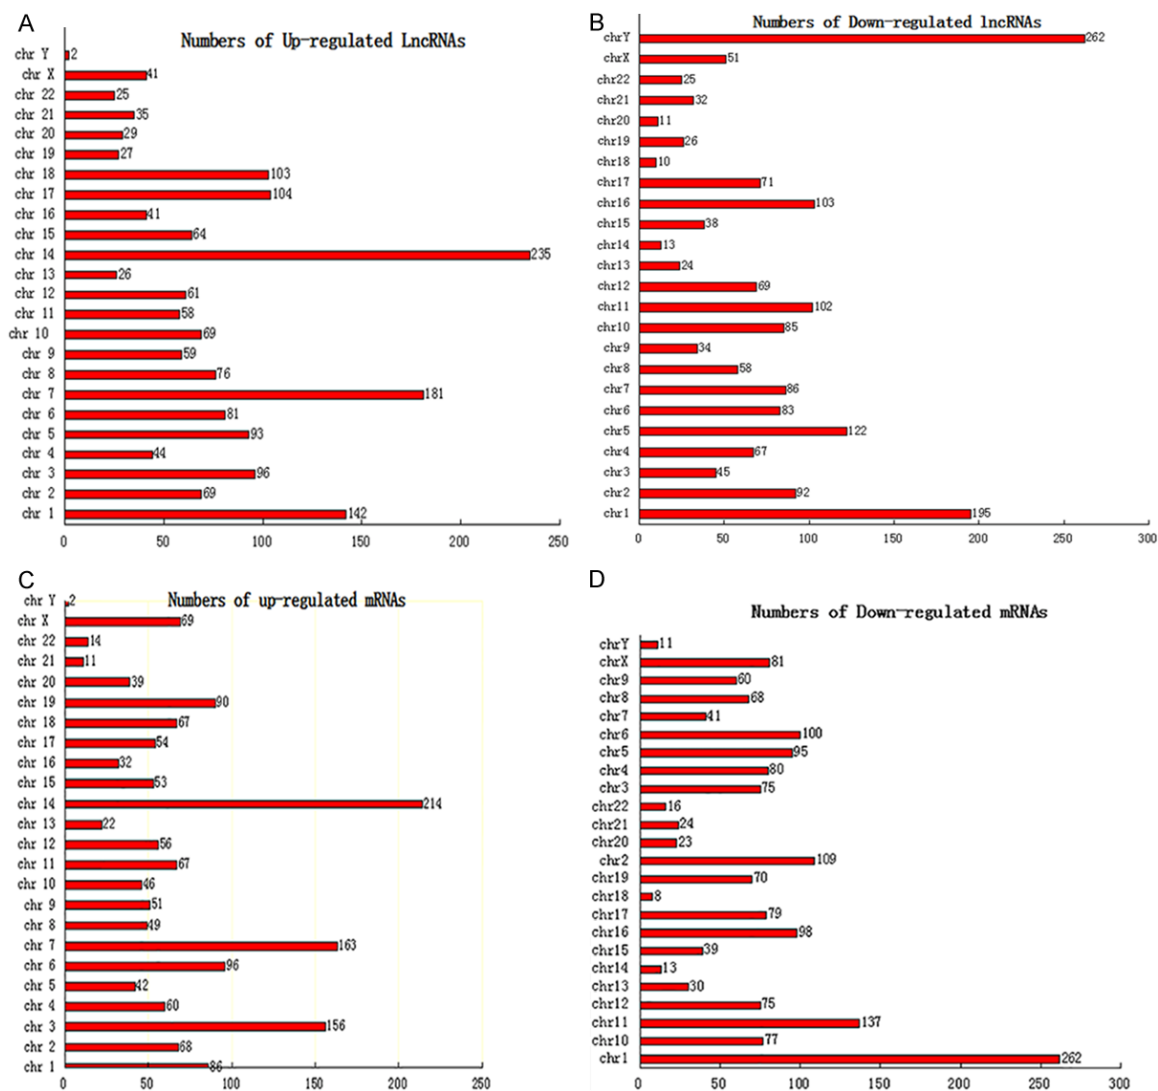 A
Numbers of Up-regulated LncRNAs
chr Y 2
chr X 41
chr 22 25
chr 21 35
chr 20 29
chr 19 27
chr 18 103
chr 17 104
chr 16 41
chr 15 64
chr 14 235
chr 13 26
chr 12 61
chr 11 58
chr 10 69
chr 9 59
chr 8 76
chr 7 181
chr 6 81
chr 5 93
chr 4 44
chr 3 96
chr 2 69
chr 1 142
0 50 100 150 200 250
B
Numbers of Down-regulated lncRNAs
chrY 262
chrX 51
chr22 25
chr21 32
chr20 11
chr19 26
chr18 10
chr17 71
chr16 103
chr15 38
chr14 13
chr13 24
chr12 69
chr11 102
chr10 85
chr9 34
chr8 58
chr7 86
chr6 83
chr5 122
chr4 67
chr3 45
chr2 92
chr1 195
0 50 100 150 200 250 300
C
Numbers of up-regulated mRNAs
chr Y 2
chr X 69
chr 22 14
chr 21 11
chr 20 39
chr 19 90
chr 18 67
chr 17 54
chr 16 32
chr 15 53
chr 14 214
chr 13 22
chr 12 56
chr 11 67
chr 10 46
chr 9 51
chr 8 49
chr 7 163
chr 6 96
chr 5 42
chr 4 60
chr 3 156
chr 2 68
chr 1 86
0 50 100 150 200 250
D
Numbers of Down-regulated mRNAs
chrY 11
chrX 81
chr9 60
chr8 68
chr7 41
chr6 100
chr5 95
chr4 80
chr3 75
chr22 16
chr21 24
chr20 23
chr2 109
chr19 70
chr18 8
chr17 79
chr16 98
chr15 39
chr14 13
chr13 30
chr12 75
chr11 137
chr10 77
chr1 262
0 50 100 150 200 250 300